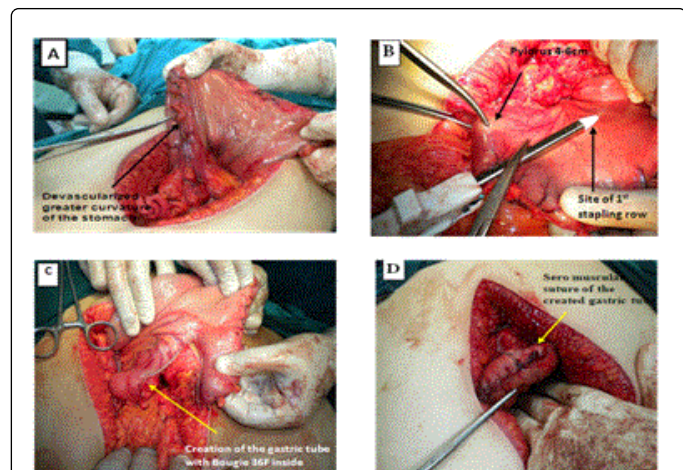 A
Devascularized
greater curvature
of the stomach
B
Pylorus 4-6cm
Site of 1st
stapling row
C
Creation of the gastric tube
with Bougie 36F inside
D
Sero muscular
suture of the
created gastric tube